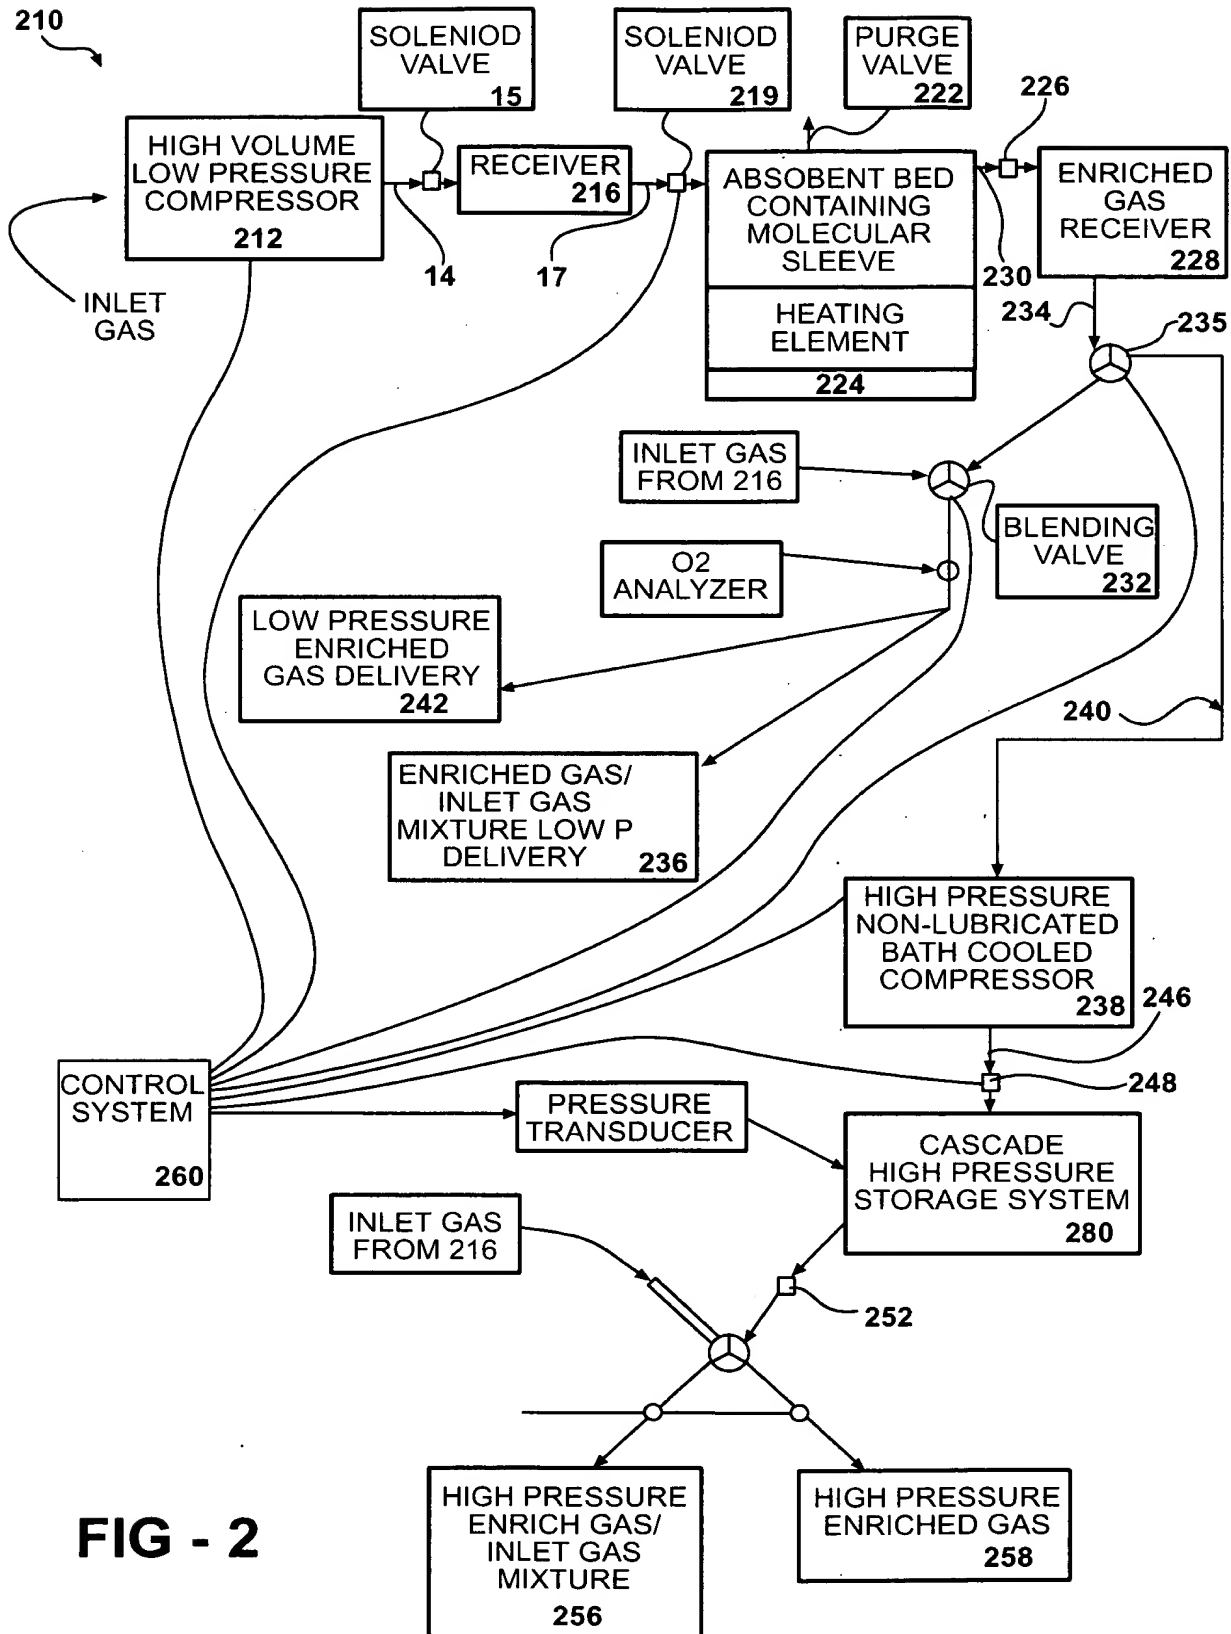 210
SOLENIOD
VALVE
15
SOLENIOD
VALVE
219
PURGE
VALVE
222
226
HIGH VOLUME
LOW PRESSURE
COMPRESSOR
212
RECEIVER
216
ABSOBENT BED
CONTAINING
MOLECULAR
SLEEVE
HEATING
ELEMENT
224
ENRICHED
GAS
RECEIVER
228
INLET
GAS
14
17
230
234
235
INLET GAS
FROM 216
BLENDING
VALVE
232
O2
ANALYZER
LOW PRESSURE
ENRICHED
GAS DELIVERY
242
240
ENRICHED GAS/
INLET GAS
MIXTURE LOW P
DELIVERY
236
HIGH PRESSURE
NON-LUBRICATED
BATH COOLED
COMPRESSOR
238
246
248
CONTROL
SYSTEM
260
PRESSURE
TRANSDUCER
CASCADE
HIGH PRESSURE
STORAGE SYSTEM
280
INLET GAS
FROM 216
252
HIGH PRESSURE
ENRICH GAS/
INLET GAS
MIXTURE
256
HIGH PRESSURE
ENRICHED GAS
258
FIG - 2